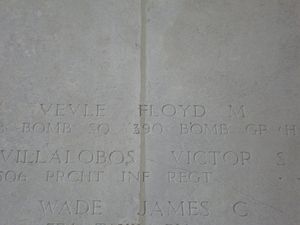 VEVLE FLOYD M
BOMB SQ 390 BOMB GP (H
VILLALOBOS VICTOR S
506 PRCHT INF REGT
WADE JAMES C